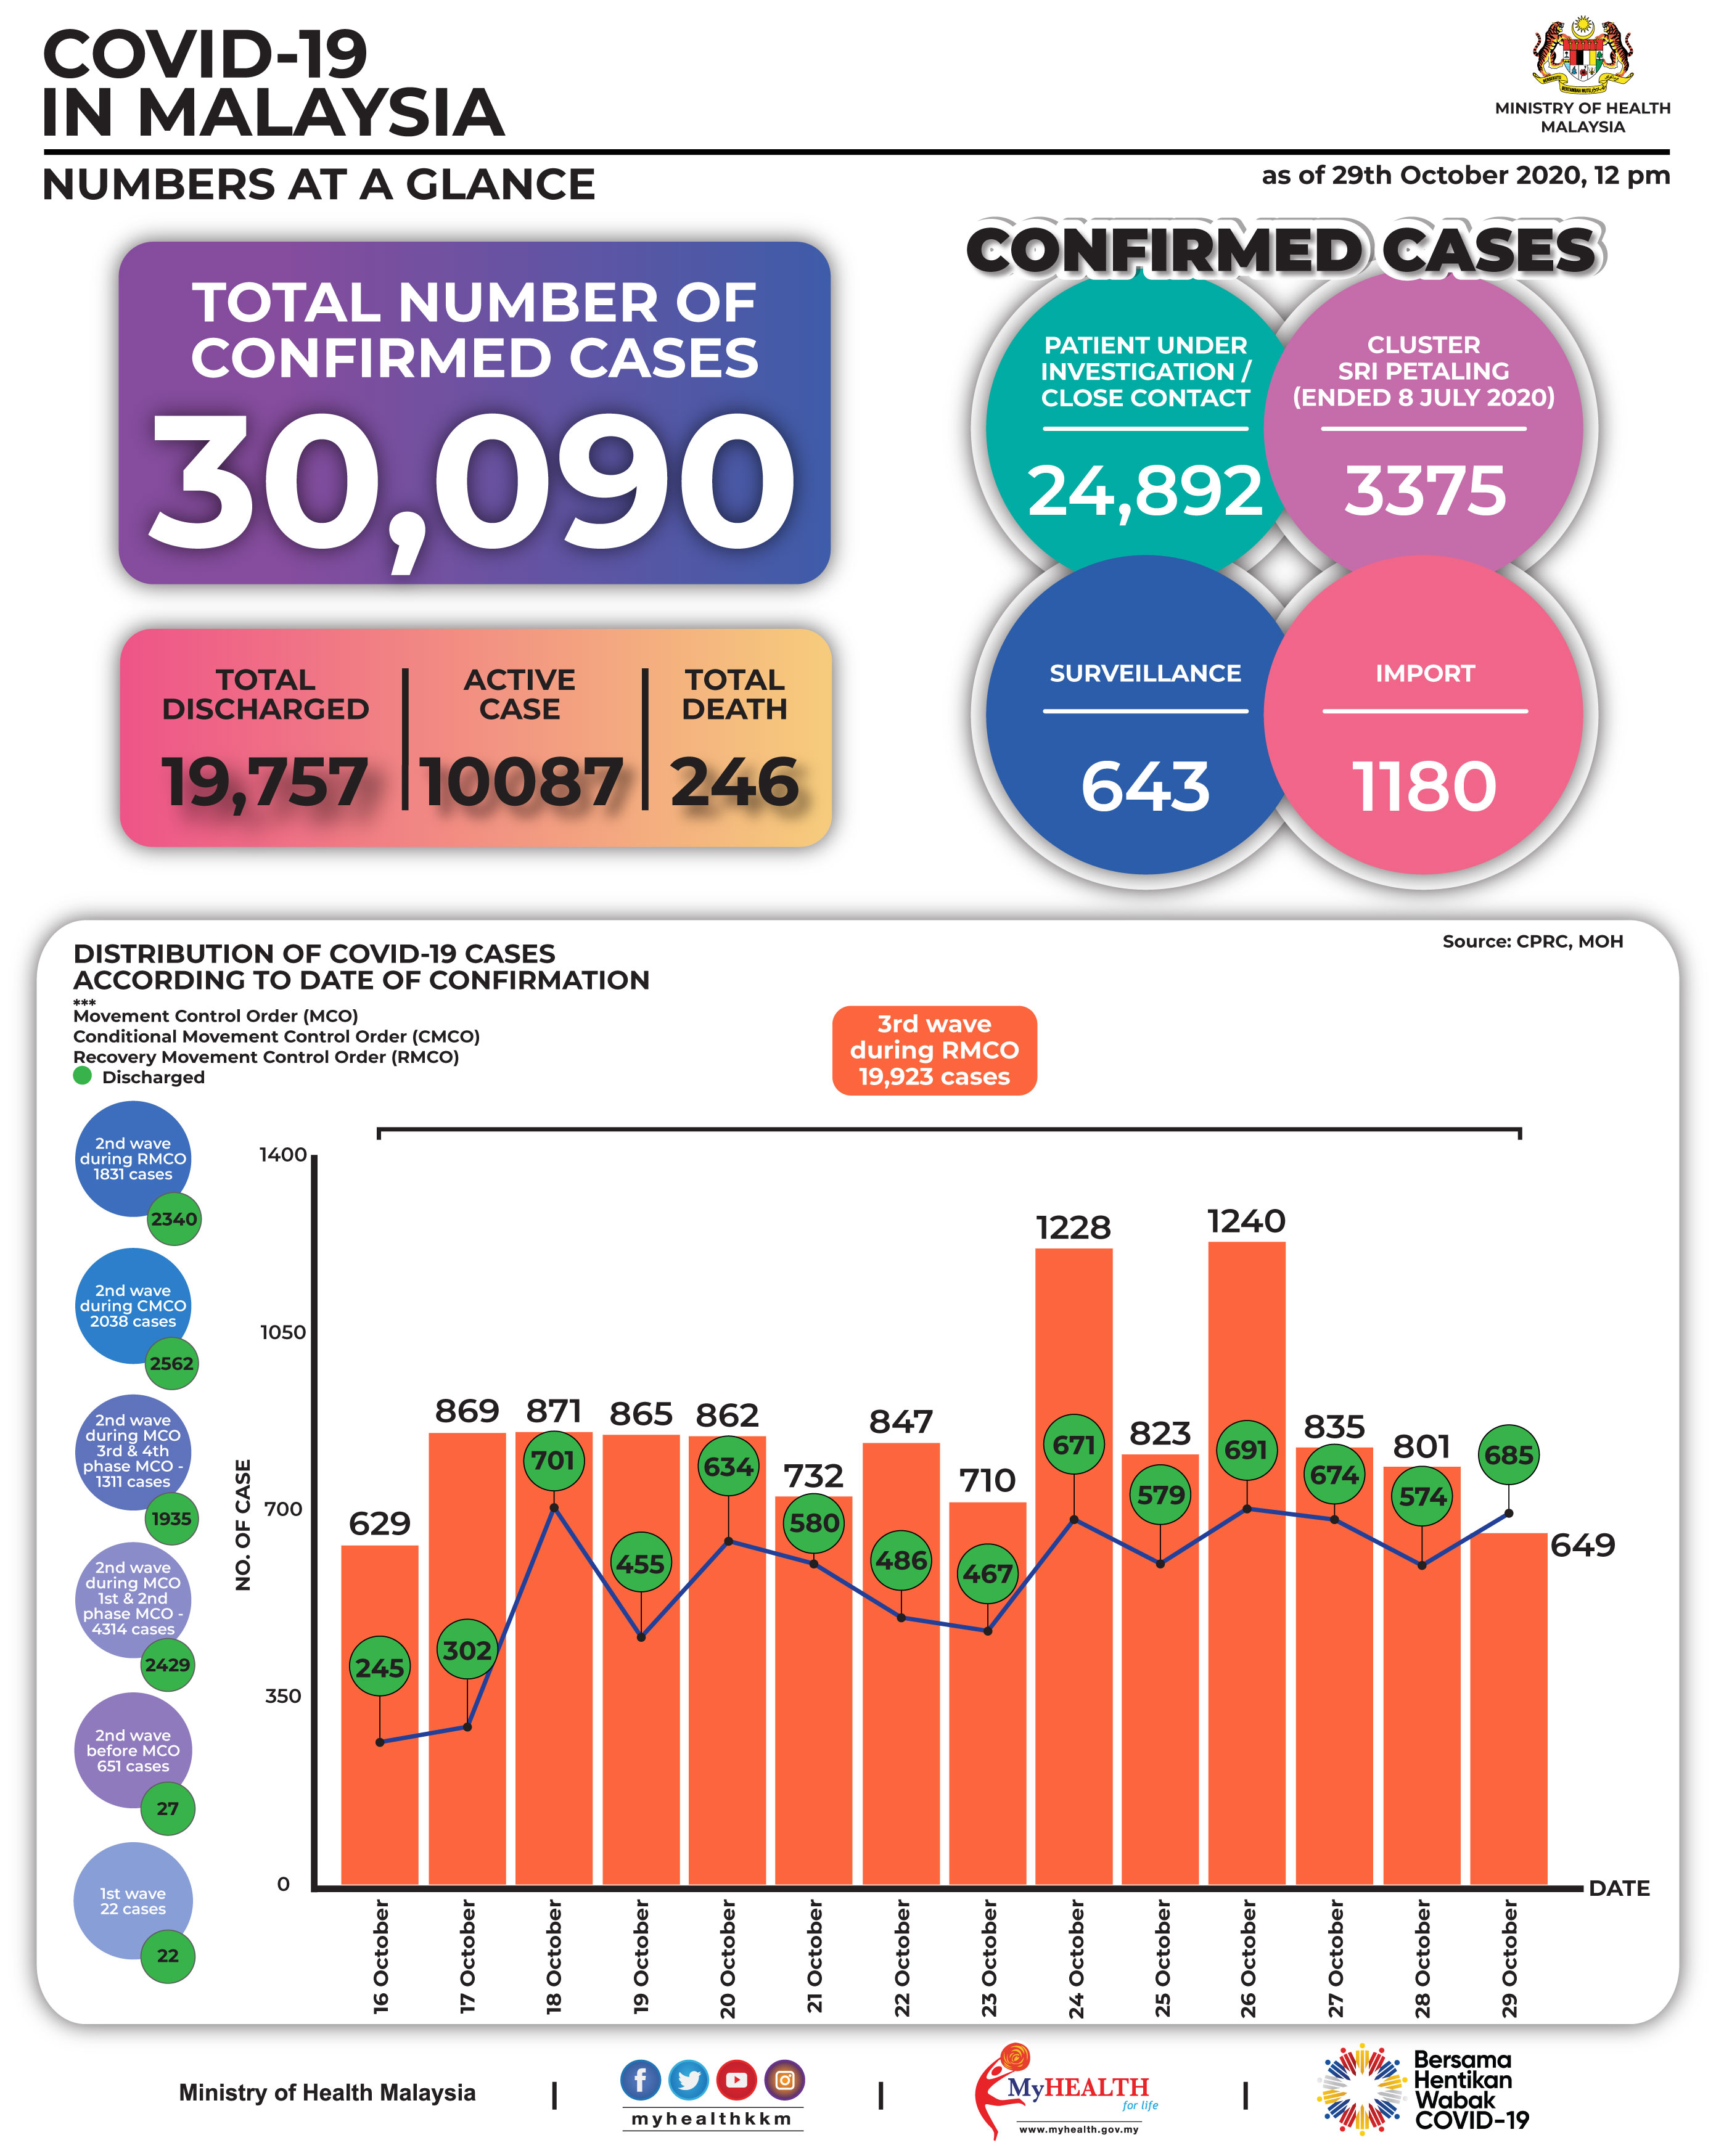 COVID-19
IN MALAYSIA
MINISTRY OF HEALTH
MALAYSIA
NUMBERS AT A GLANCE
as of 29th October 2020, 12 pm
TOTAL NUMBER OF
CONFIRMED CASES
30,090
TOTAL
DISCHARGED
19,757
ACTIVE
CASE
10087
TOTAL
DEATH
246
CONFIRMED CASES
PATIENT UNDER
INVESTIGATION /
CLOSE CONTACT
24,892
CLUSTER
SRI PETALING
(ENDED 8 JULY 2020)
3375
SURVEILLANCE
643
IMPORT
1180
DISTRIBUTION OF COVID-19 CASES
ACCORDING TO DATE OF CONFIRMATION
***
Movement Control Order (MCO)
Conditional Movement Control Order (CMCO)
Recovery Movement Control Order (RMCO)
Discharged
Source: CPRC, MOH
3rd wave
during RMCO
19,923 cases
2nd wave
during RMCO
1831 cases
2340
2nd wave
during CMCO
2038 cases
2562
2nd wave
during MCO
3rd & 4th
phase MCO -
1311 cases
1935
2nd wave
during MCO
1st & 2nd
phase MCO -
4314 cases
2429
2nd wave
before MCO
651 cases
27
1st wave
22 cases
22
NO. OF CASE
1400
1050
700
350
0
629
869
871
865
862
732
847
710
1228
823
1240
835
801
649
245
302
701
455
634
580
486
467
671
579
691
674
574
685
16 October
17 October
18 October
19 October
20 October
21 October
22 October
23 October
24 October
25 October
26 October
27 October
28 October
29 October
DATE
Ministry of Health Malaysia
myhealthkkm
MyHEALTH
for life
www.myhealth.gov.my
Bersama
Hentikan
Wabak
COVID-19